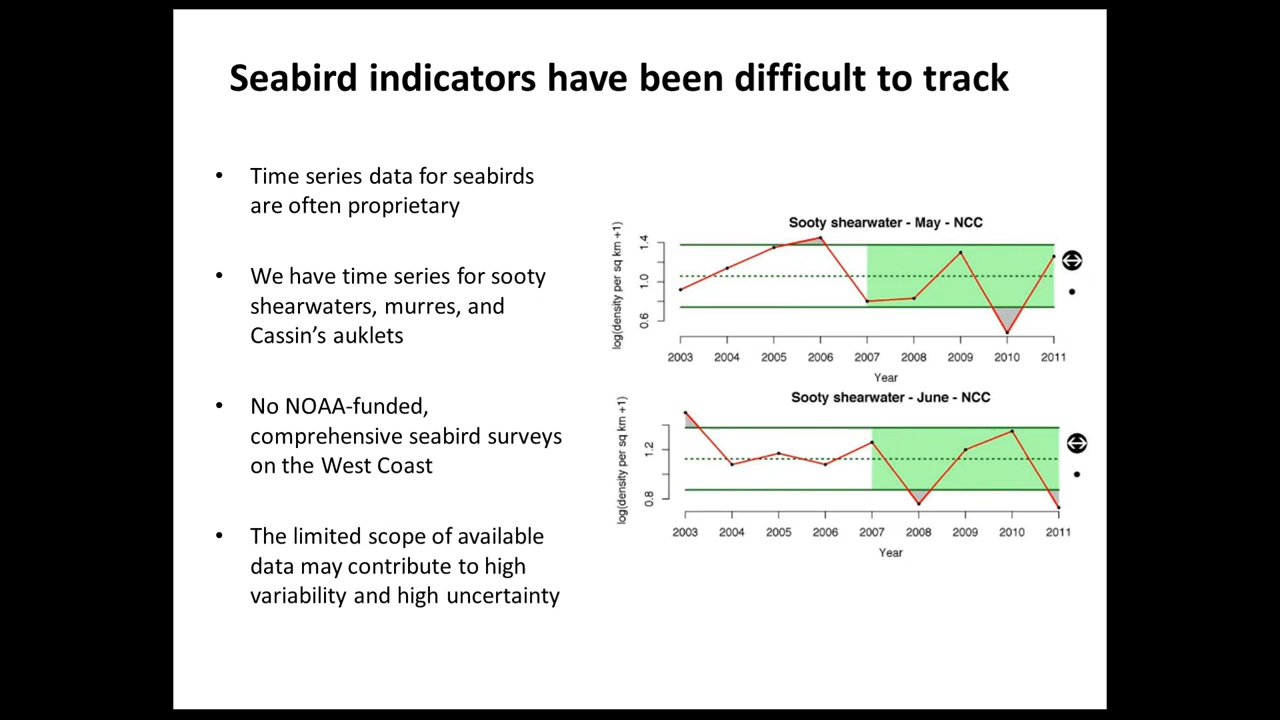 Seabird indicators have been difficult to track
• Time series data for seabirds
are often proprietary
• We have time series for sooty
shearwaters, murres, and
Cassin’s auklets
• No NOAA-funded,
comprehensive seabird surveys
on the West Coast
• The limited scope of available
data may contribute to high
variability and high uncertainty
Sooty shearwater - May - NCC
log(density per sq km +1)
1.4
1.0
0.6
2003 2004 2005 2006 2007 2008 2009 2010 2011
Year
Sooty shearwater - June - NCC
log(density per sq km +1)
1.2
0.8
2003 2004 2005 2006 2007 2008 2009 2010 2011
Year